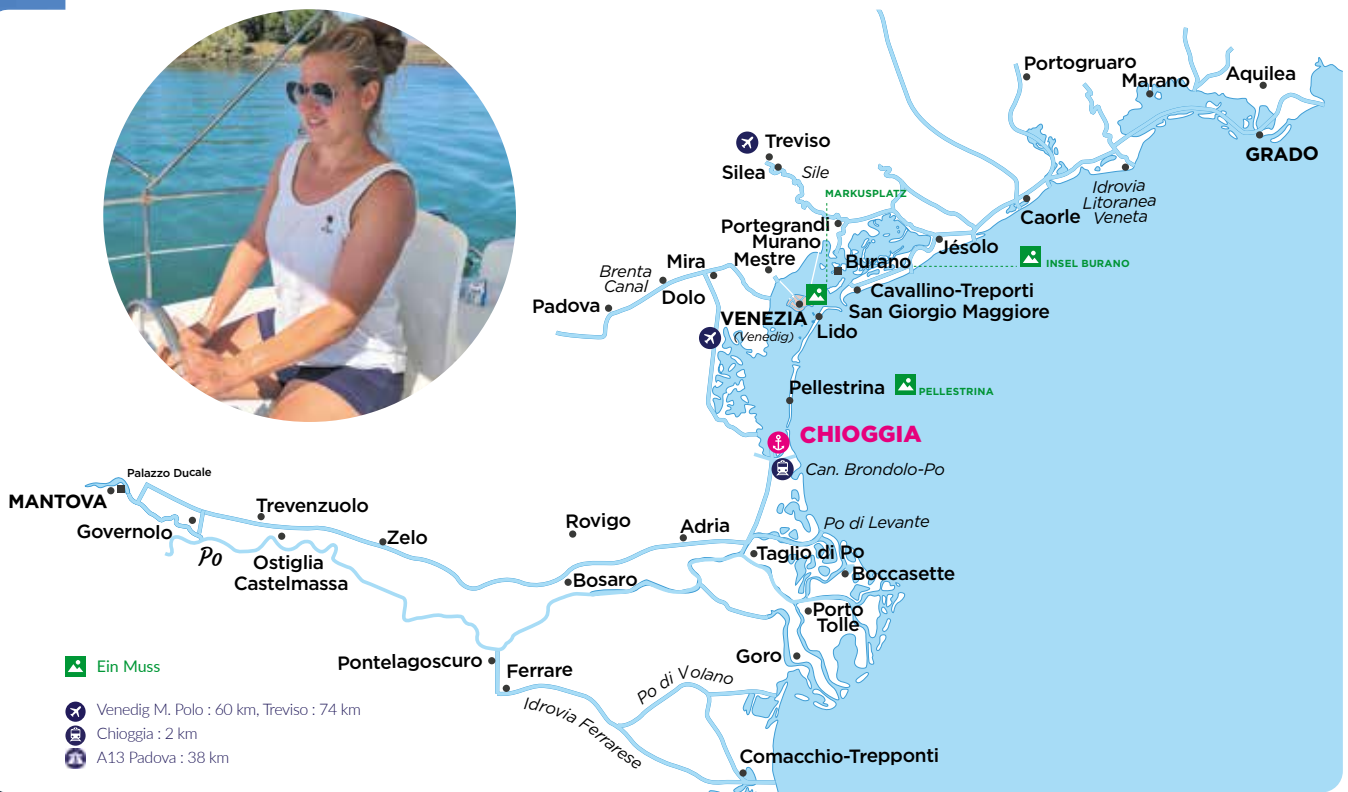 Portogruaro
Marano
Aquilea
GRADO
Treviso
Silea
Sile
MARKUSPLATZ
Idrovia
Litoranea
Veneta
Caorle
Portegrandi
Murano
Mestre
Jésolo
Burano
INSEL BURANO
Mira
Brenta
Canal
Dolo
Padova
Cavallino-Treporti
San Giorgio Maggiore
VENEZIA
(Venedig)
Lido
Pellestrina
PELLESTRINA
CHIOGGIA
Can. Brondolo-Po
Palazzo Ducale
MANTOVA
Governolo
Trevenzuolo
Zelo
Rovigo
Adria
Po di Levante
Po
Ostiglia
Castelmassa
Taglio di Po
Boccasette
Bosaro
Porto
Tolle
Goro
Pontelagoscuro
Ferrare
Po di Volano
Idrovia Ferrarese
Comacchio-Trepponti
Ein Muss
Venedig M. Polo : 60 km, Treviso : 74 km
Chioggia : 2 km
A13 Padova : 38 km